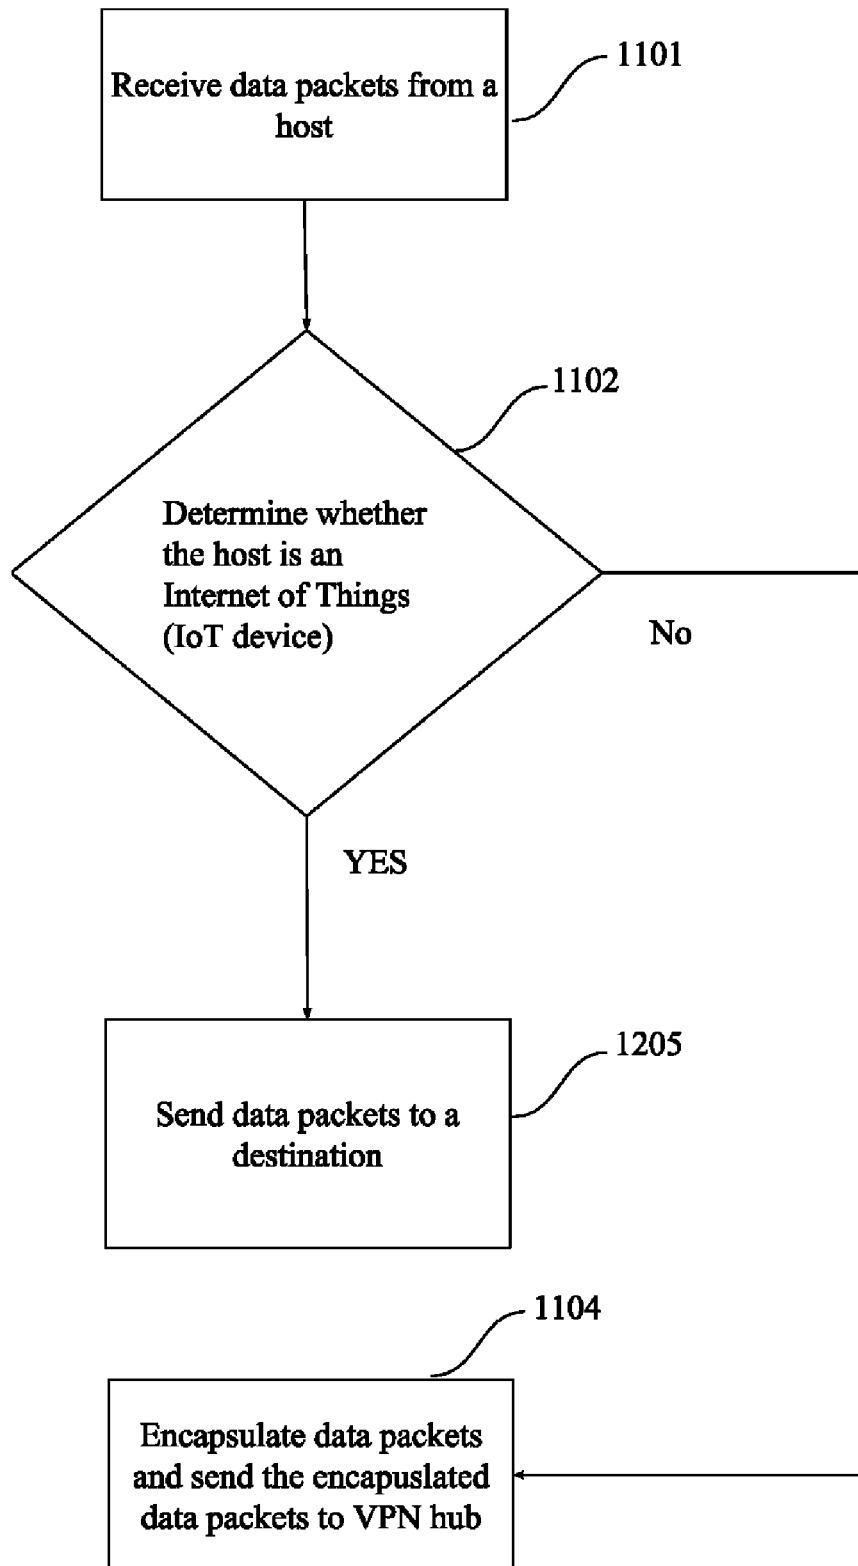 Receive data packets from a
host
1101
1102
Determine whether
the host is an
Internet of Things
(IoT device)
No
YES
1205
Send data packets to a
destination
1104
Encapsulate data packets
and send the encapuslated
data packets to VPN hub